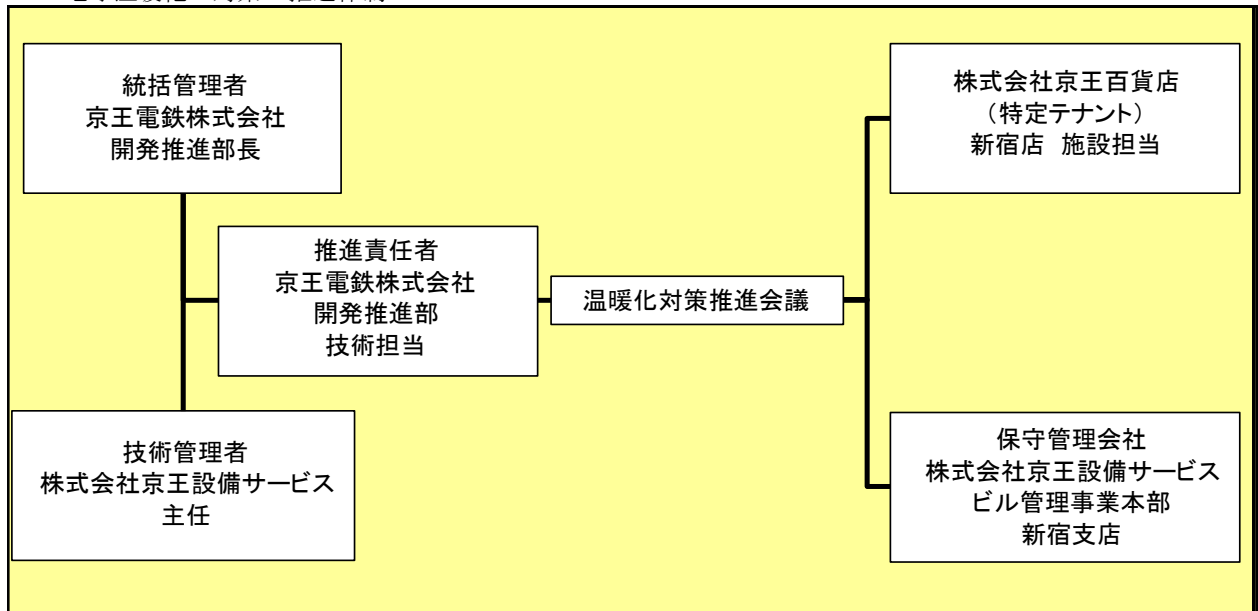 統括管理者
京王電鉄株式会社
開発推進部長
推進責任者
京王電鉄株式会社
開発推進部
技術担当
技術管理者
株式会社京王設備サービス
主任
温暖化対策推進会議
株式会社京王百貨店
（特定テナント）
新宿店 施設担当
保守管理会社
株式会社京王設備サービス
ビル管理事業本部
新宿支店